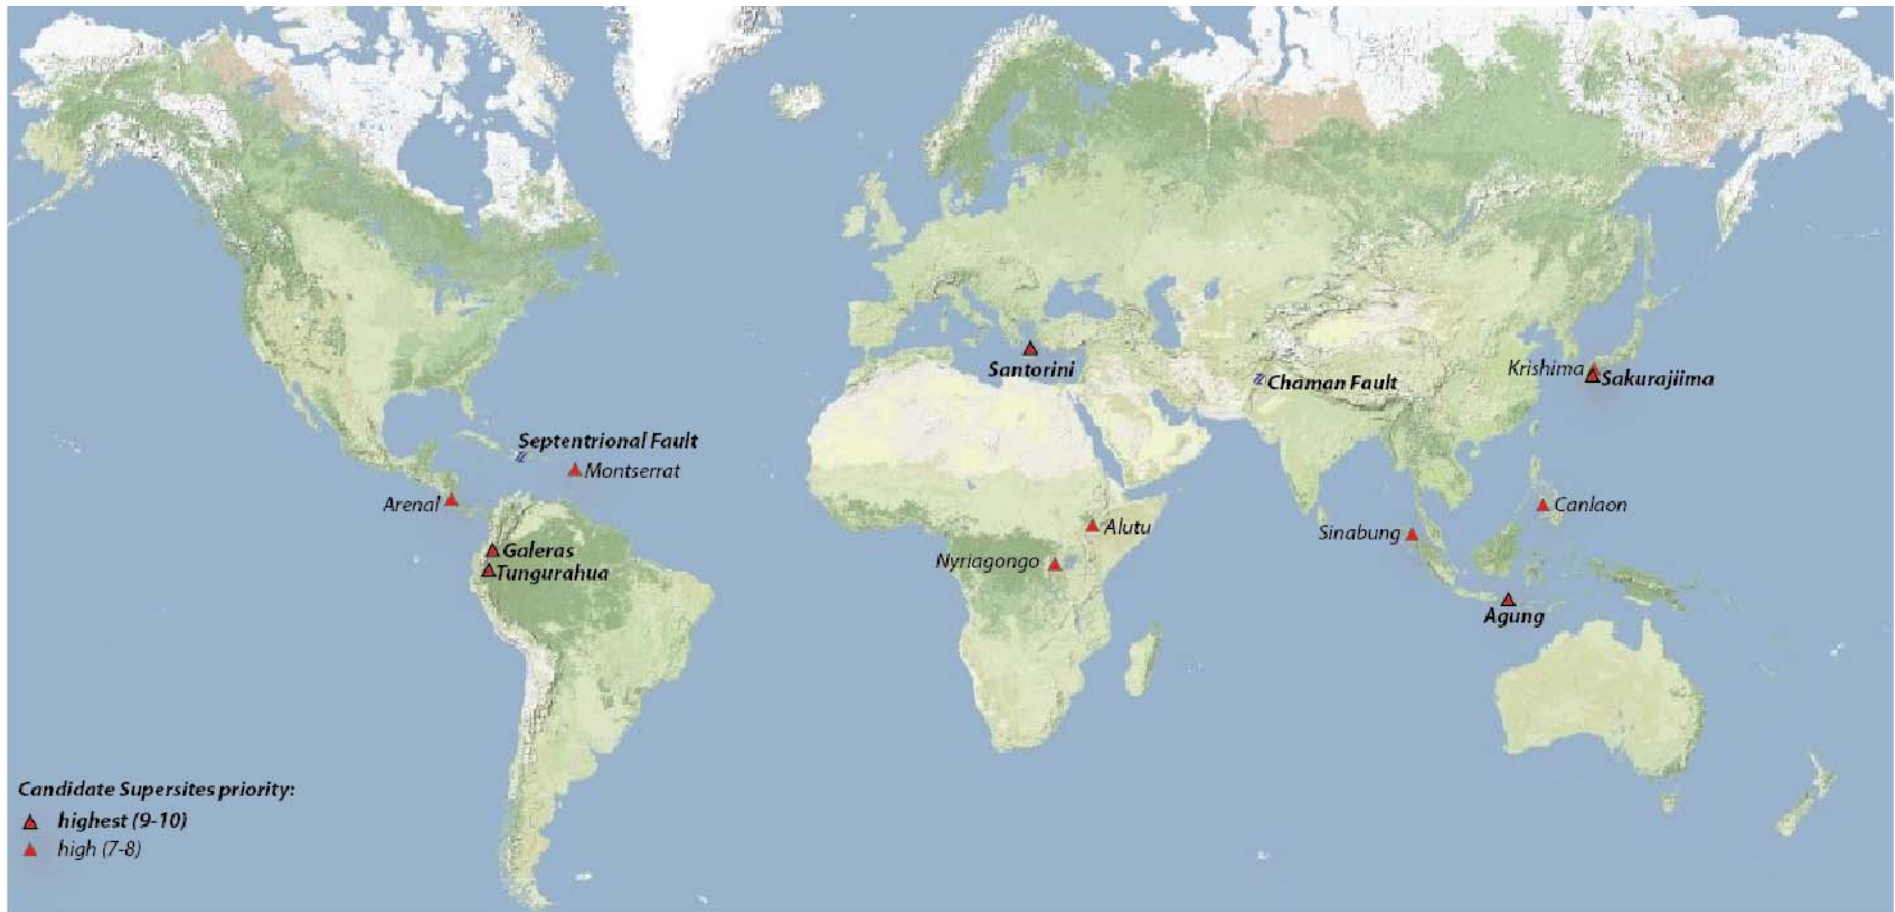 Santorini
Chaman Fault
Krishima
Sakurajiima
Septentrional Fault
Montserrat
Arenal
Canlaon
Alutu
Sinabung
Galeras
Nyriagongo
Tungurahua
Agung
Candidate Supersites priority:
highest (9-10)
high (7-8)